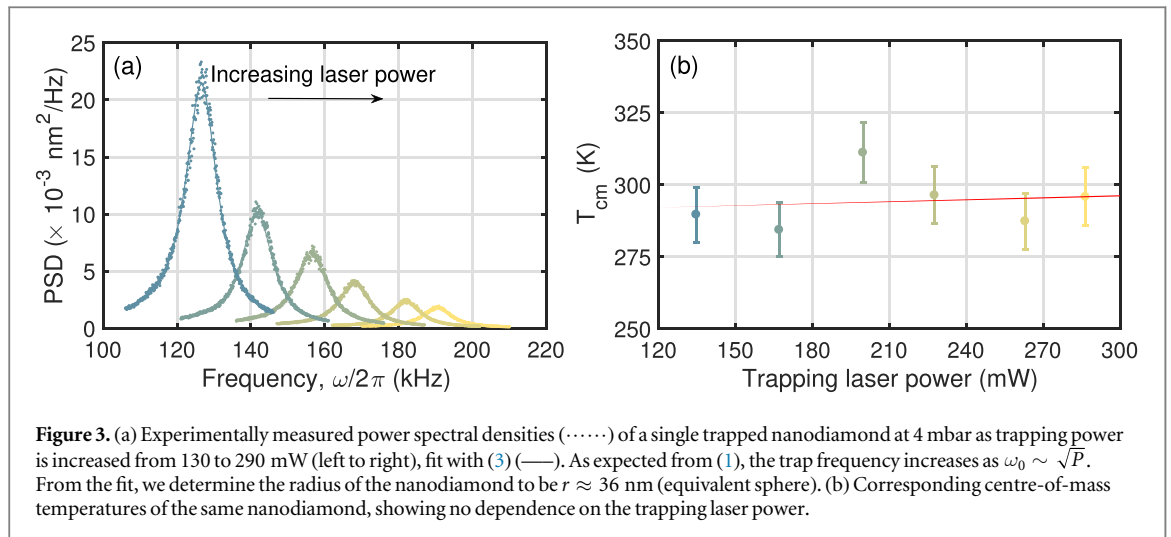 (a)
Increasing laser power
PSD (× 10⁻³ nm²/Hz)
25
20
15
10
5
0
100 120 140 160 180 200 220
Frequency, ω/2π (kHz)
(b)
T_cm (K)
350
325
300
275
250
120 150 180 210 240 270 300
Trapping laser power (mW)
Figure 3. (a) Experimentally measured power spectral densities (······) of a single trapped nanodiamond at 4 mbar as trapping power
is increased from 130 to 290 mW (left to right), fit with (3) (—–). As expected from (1), the trap frequency increases as ω₀ ∼ √P.
From the fit, we determine the radius of the nanodiamond to be r ≈ 36 nm (equivalent sphere). (b) Corresponding centre-of-mass
temperatures of the same nanodiamond, showing no dependence on the trapping laser power.